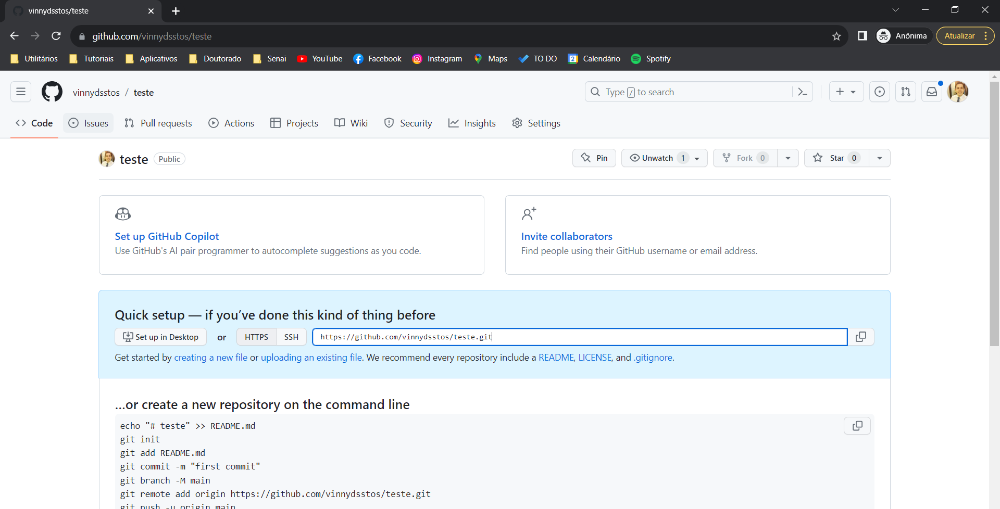 vinnydsstos/teste
github.com/vinnydsstos/teste
Anônima
Atualizar
Utilitários Tutoriais Aplicativos Doutorado Senai YouTube Facebook Instagram Maps TO DO Calendário Spotify
vinnydsstos / teste
Type / to search
Code Issues Pull requests Actions Projects Wiki Security Insights Settings
teste Public
Pin Unwatch 1 Fork 0 Star 0
Set up GitHub Copilot
Use GitHub's AI pair programmer to autocomplete suggestions as you code.
Invite collaborators
Find people using their GitHub username or email address.
Quick setup — if you’ve done this kind of thing before
Set up in Desktop or HTTPS SSH https://github.com/vinnydsstos/teste.git
Get started by creating a new file or uploading an existing file. We recommend every repository include a README, LICENSE, and .gitignore.
…or create a new repository on the command line
echo "# teste" >> README.md
git init
git add README.md
git commit -m "first commit"
git branch -M main
git remote add origin https://github.com/vinnydsstos/teste.git
git push -u origin main